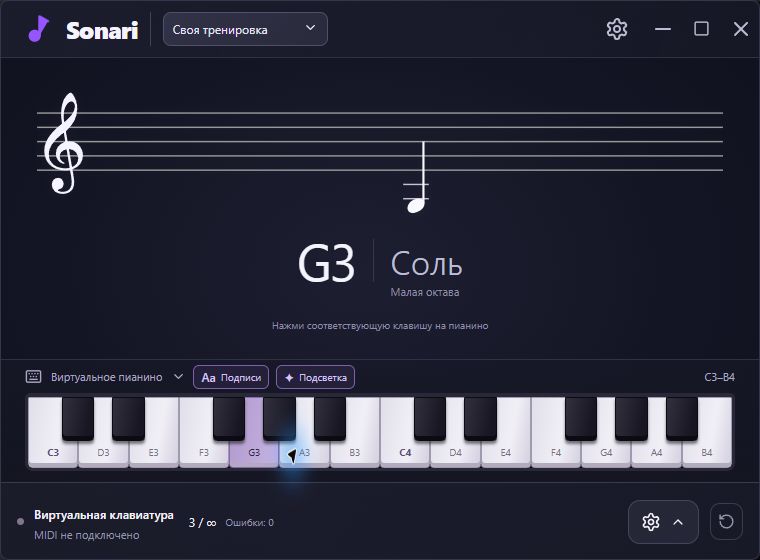 Sonari
Своя тренировка
G3
Соль
Малая октава
Нажми соответствующую клавишу на пианино
Виртуальное пианино
Aa Подписи
Подсветка
C3–B4
C3 D3 E3 F3 G3 A3 B3 C4 D4 E4 F4 G4 A4 B4
Виртуальная клавиатура
3 / ∞
Ошибки: 0
MIDI не подключено